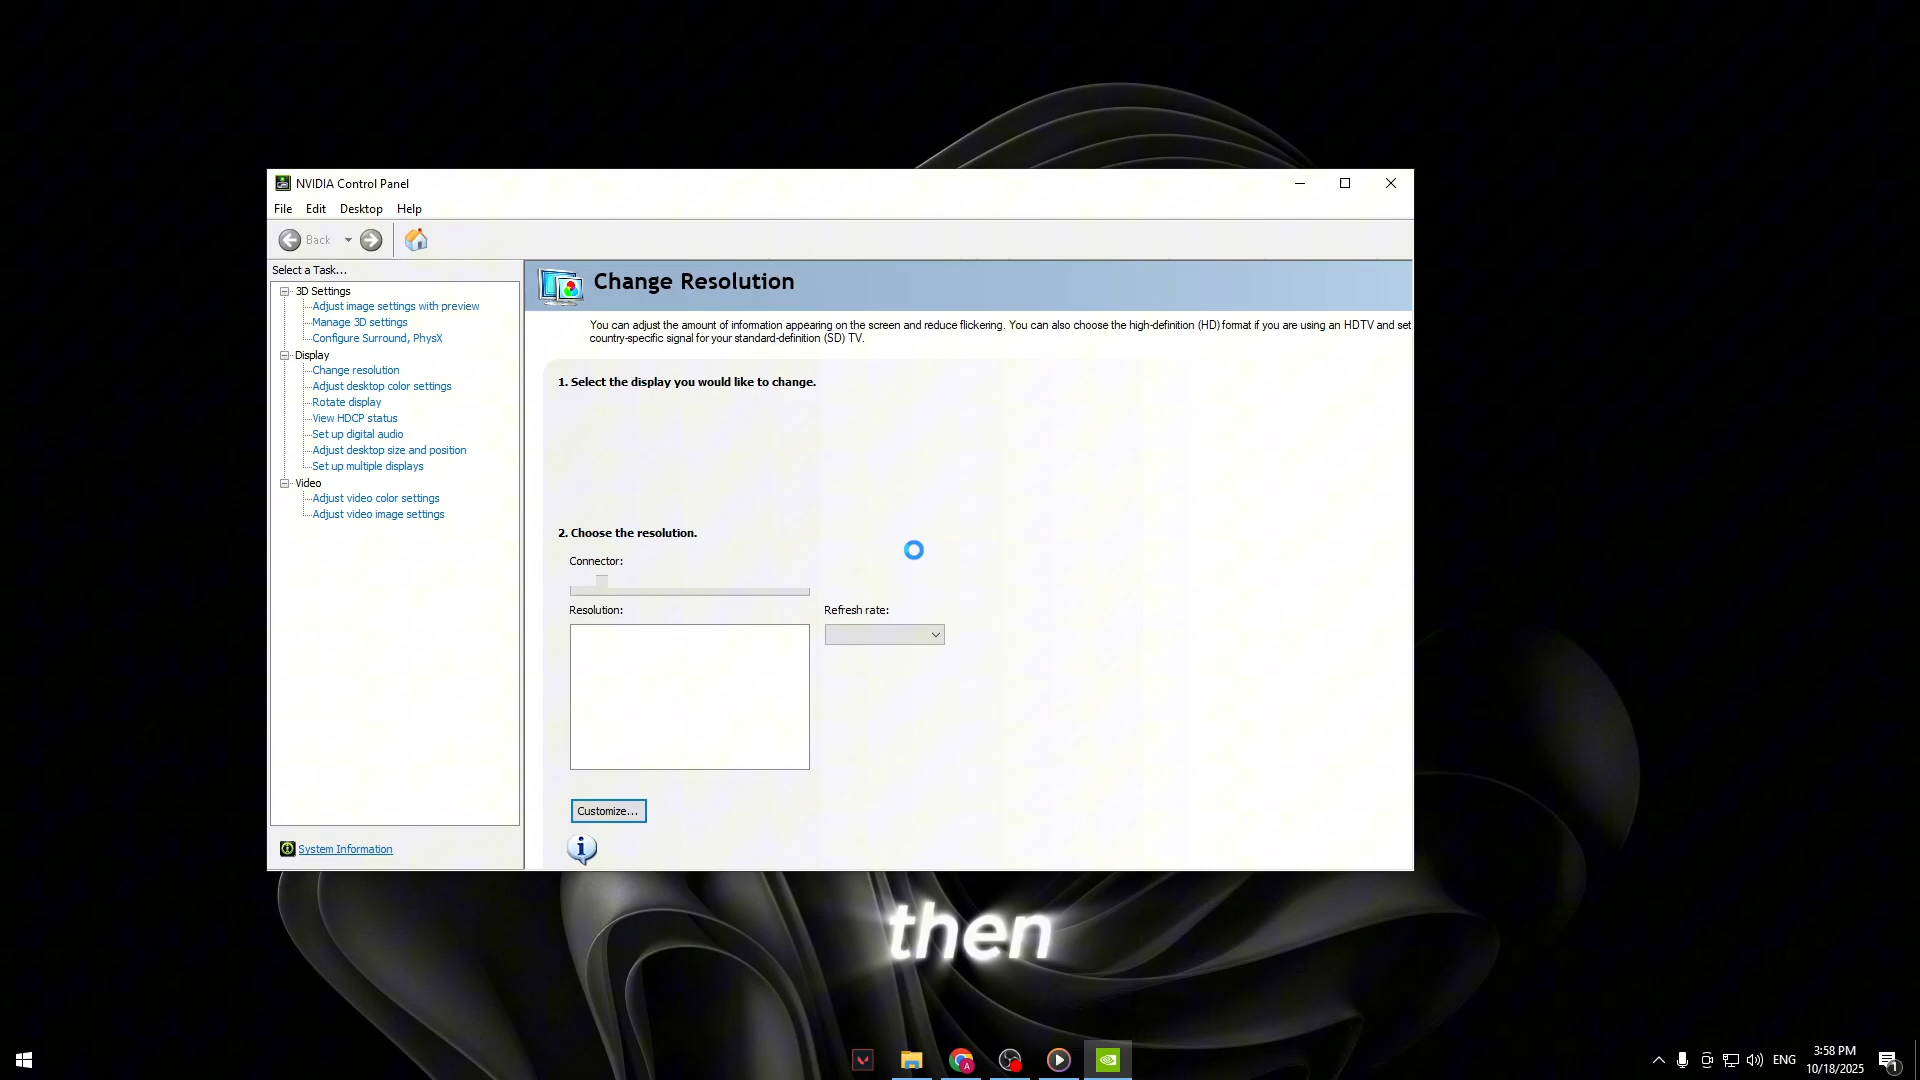 NVIDIA Control Panel
File Edit Desktop Help
Back
Select a Task...
3D Settings
Adjust image settings with preview
Manage 3D settings
Configure Surround, PhysX
Display
Change resolution
Adjust desktop color settings
Rotate display
View HDCP status
Set up digital audio
Adjust desktop size and position
Set up multiple displays
Video
Adjust video color settings
Adjust video image settings
System Information
Change Resolution
You can adjust the amount of information appearing on the screen and reduce flickering. You can also choose the high-definition (HD) format if you are using an HDTV and set
country-specific signal for your standard-definition (SD) TV.
1. Select the display you would like to change.
2. Choose the resolution.
Connector:
Resolution:
Refresh rate:
Customize...
then
ENG
3:58 PM
10/18/2025
1
A